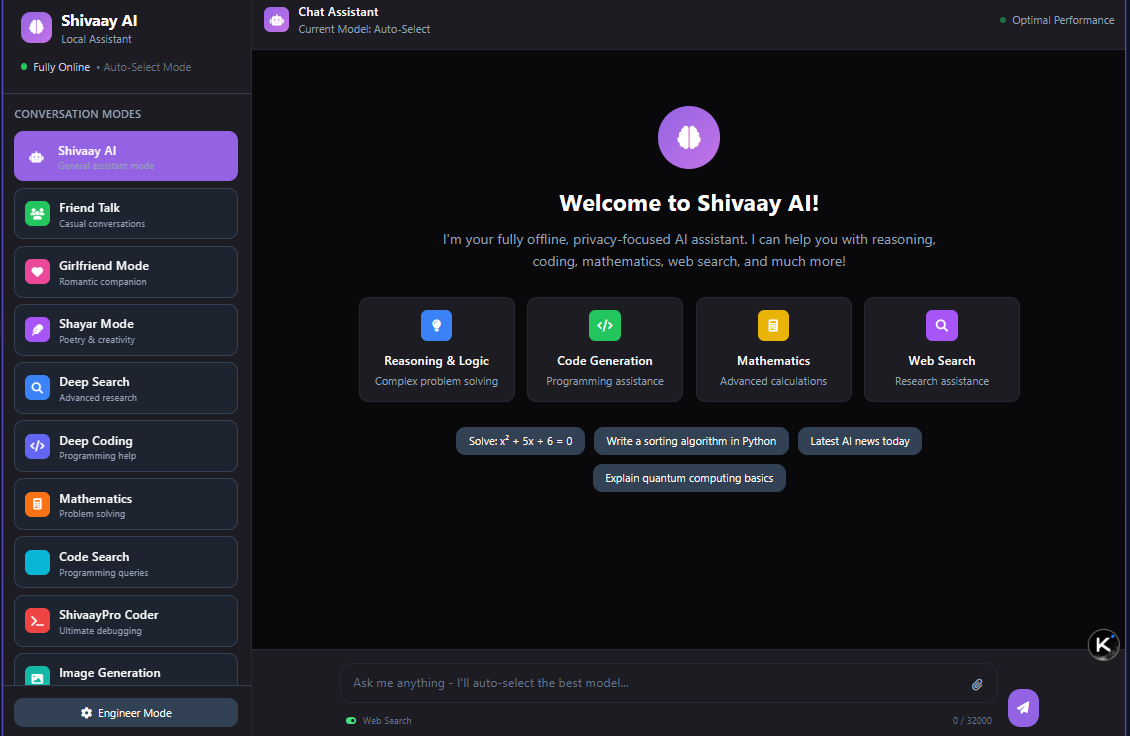 Shivaay AI
Local Assistant
Fully Online • Auto-Select Mode
CONVERSATION MODES
Shivaay AI
General assistant mode
Friend Talk
Casual conversations
Girlfriend Mode
Romantic companion
Shayar Mode
Poetry & creativity
Deep Search
Advanced research
Deep Coding
Programming help
Mathematics
Problem solving
Code Search
Programming queries
ShivaayPro Coder
Ultimate debugging
Image Generation
Engineer Mode
Chat Assistant
Current Model: Auto-Select
Optimal Performance
Welcome to Shivaay AI!
I'm your fully offline, privacy-focused AI assistant. I can help you with reasoning,
coding, mathematics, web search, and much more!
Reasoning & Logic
Complex problem solving
Code Generation
Programming assistance
Mathematics
Advanced calculations
Web Search
Research assistance
Solve: x² + 5x + 6 = 0
Write a sorting algorithm in Python
Latest AI news today
Explain quantum computing basics
K
Ask me anything - I'll auto-select the best model...
Web Search
0 / 32000